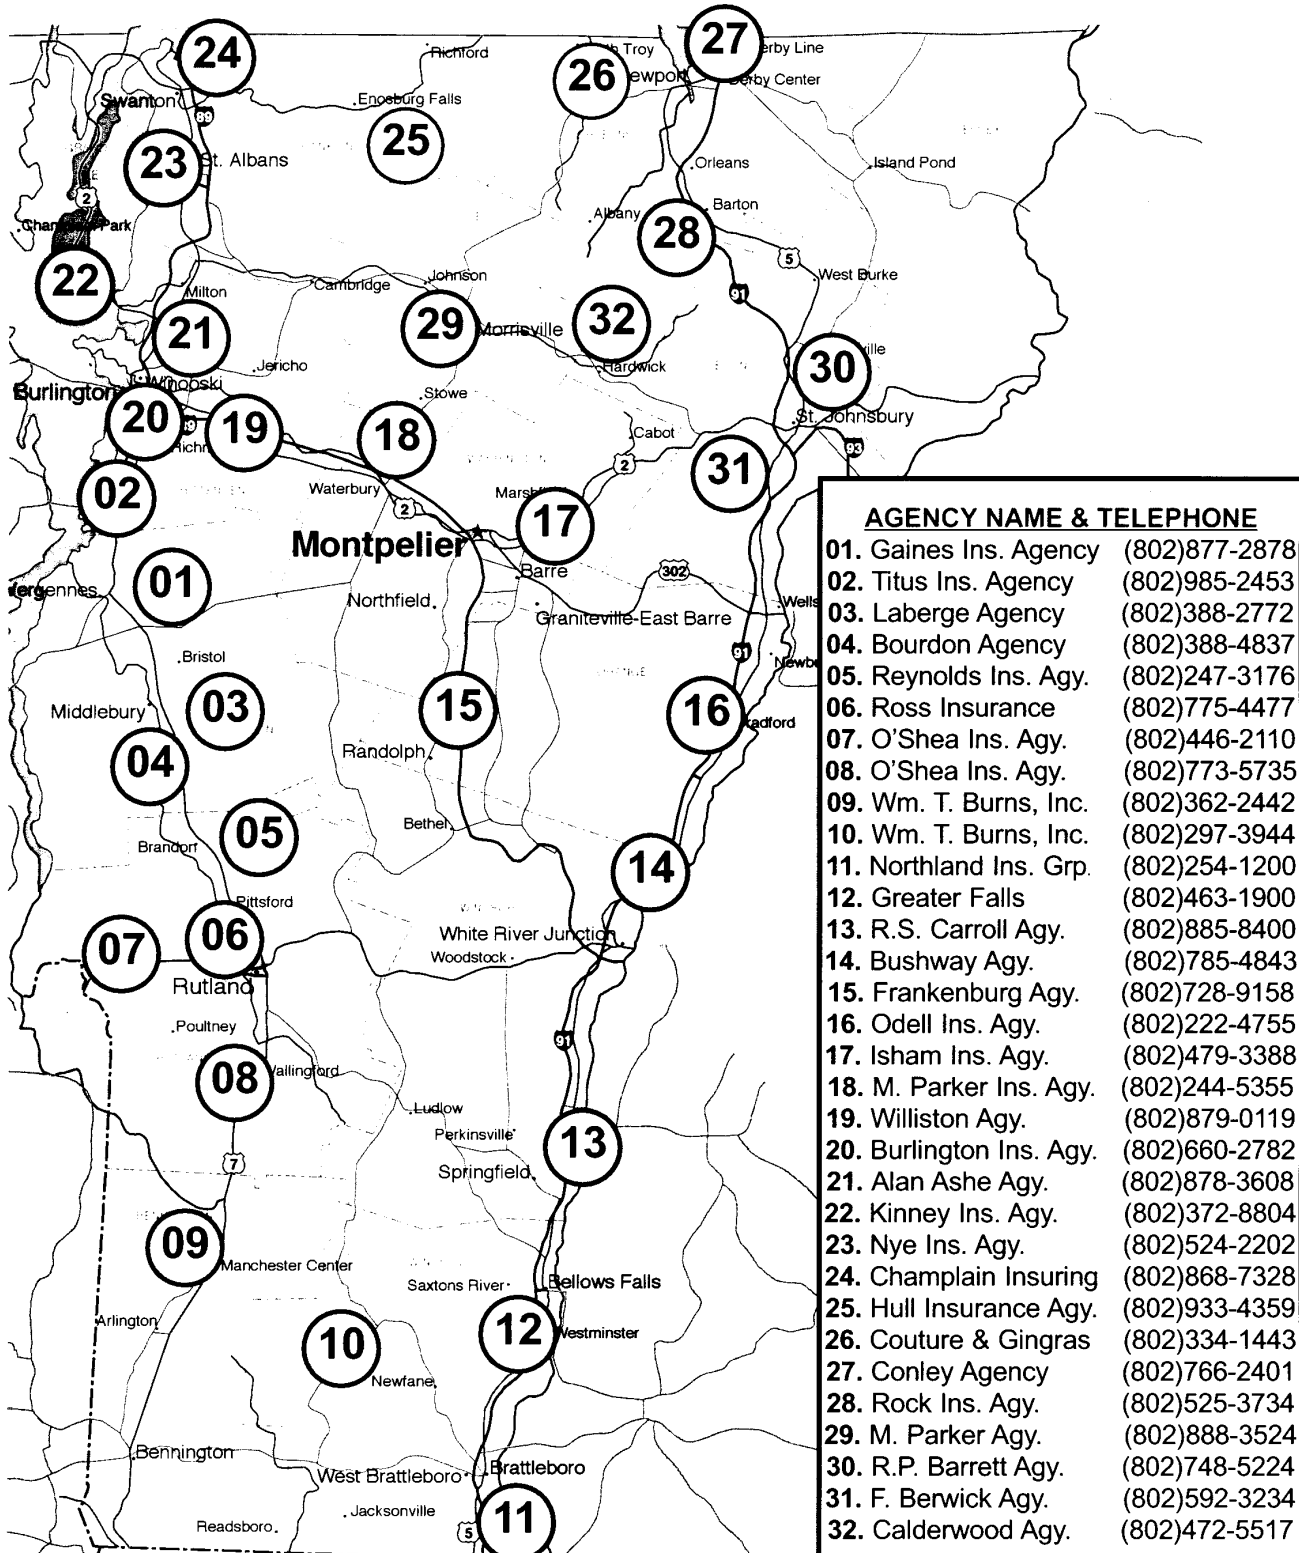 24
27
Richford
Troy
erby Line
26
ewport
Derby Center
Swanton
Enosburg Falls
89
25
23
St. Albans
Orleans
Island Pond
2
Barton
Albany
Park
28
5
22
Johnson
West Burke
Cambridge
Milton
91
29
Morrisville
32
21
ville
Jericho
Hardwick
30
Winooski
Burlington
Stowe
20
19
18
St. Johnsbury
Cabot
93
31
2
02
Waterbury
2
17
Montpelier
Barre
302
01
ergennes
Northfield
Graniteville-East Barre
Wells
91
Bristol
Newb
03
15
16
radford
Middlebury
04
Randolph
05
Bethel
Brandon
14
Pittsford
06
07
White River Junction
Woodstock
Rutland
Poultney
91
08
Wallingford
Ludlow
Perkinsville
13
7
Springfield
09
Manchester Center
Saxtons River
Bellows Falls
Arlington
10
12
Westminster
Newfane
Bennington
West Brattleboro
Brattleboro
Jacksonville
11
Readsboro
5
AGENCY NAME & TELEPHONE
01. Gaines Ins. Agency (802)877-2878
02. Titus Ins. Agency (802)985-2453
03. Laberge Agency (802)388-2772
04. Bourdon Agency (802)388-4837
05. Reynolds Ins. Agy. (802)247-3176
06. Ross Insurance (802)775-4477
07. O'Shea Ins. Agy. (802)446-2110
08. O'Shea Ins. Agy. (802)773-5735
09. Wm. T. Burns, Inc. (802)362-2442
10. Wm. T. Burns, Inc. (802)297-3944
11. Northland Ins. Grp. (802)254-1200
12. Greater Falls (802)463-1900
13. R.S. Carroll Agy. (802)885-8400
14. Bushway Agy. (802)785-4843
15. Frankenburg Agy. (802)728-9158
16. Odell Ins. Agy. (802)222-4755
17. Isham Ins. Agy. (802)479-3388
18. M. Parker Ins. Agy. (802)244-5355
19. Williston Agy. (802)879-0119
20. Burlington Ins. Agy. (802)660-2782
21. Alan Ashe Agy. (802)878-3608
22. Kinney Ins. Agy. (802)372-8804
23. Nye Ins. Agy. (802)524-2202
24. Champlain Insuring (802)868-7328
25. Hull Insurance Agy. (802)933-4359
26. Couture & Gingras (802)334-1443
27. Conley Agency (802)766-2401
28. Rock Ins. Agy. (802)525-3734
29. M. Parker Agy. (802)888-3524
30. R.P. Barrett Agy. (802)748-5224
31. F. Berwick Agy. (802)592-3234
32. Calderwood Agy. (802)472-5517